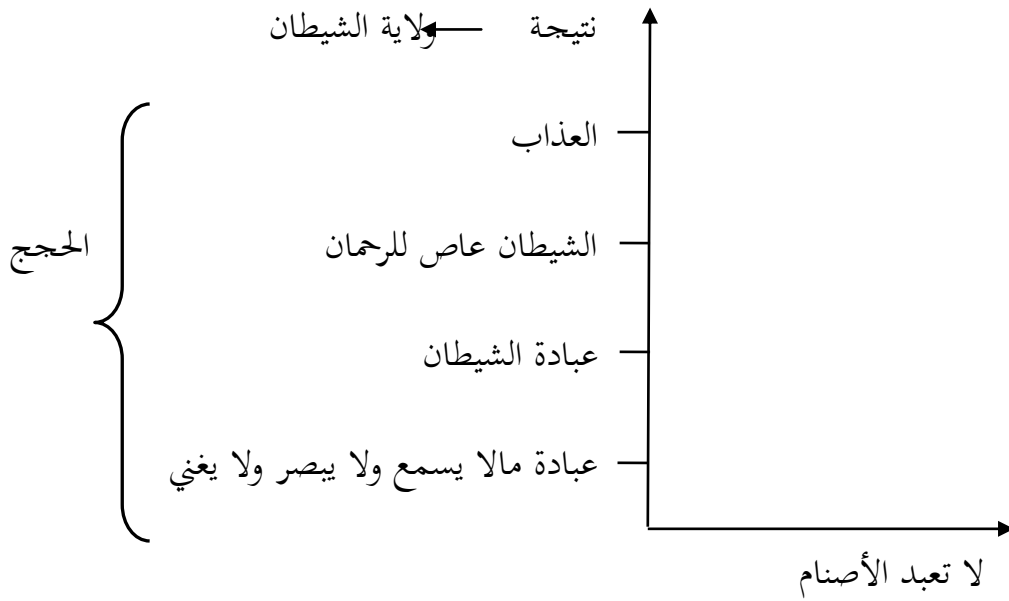 نتيجة ولاية الشيطان
العذاب
الشيطان عاص للرحمان
الحجج
عبادة الشيطان
عبادة مالا يسمع ولا يبصر ولا يغني
لا تعبد الأصنام